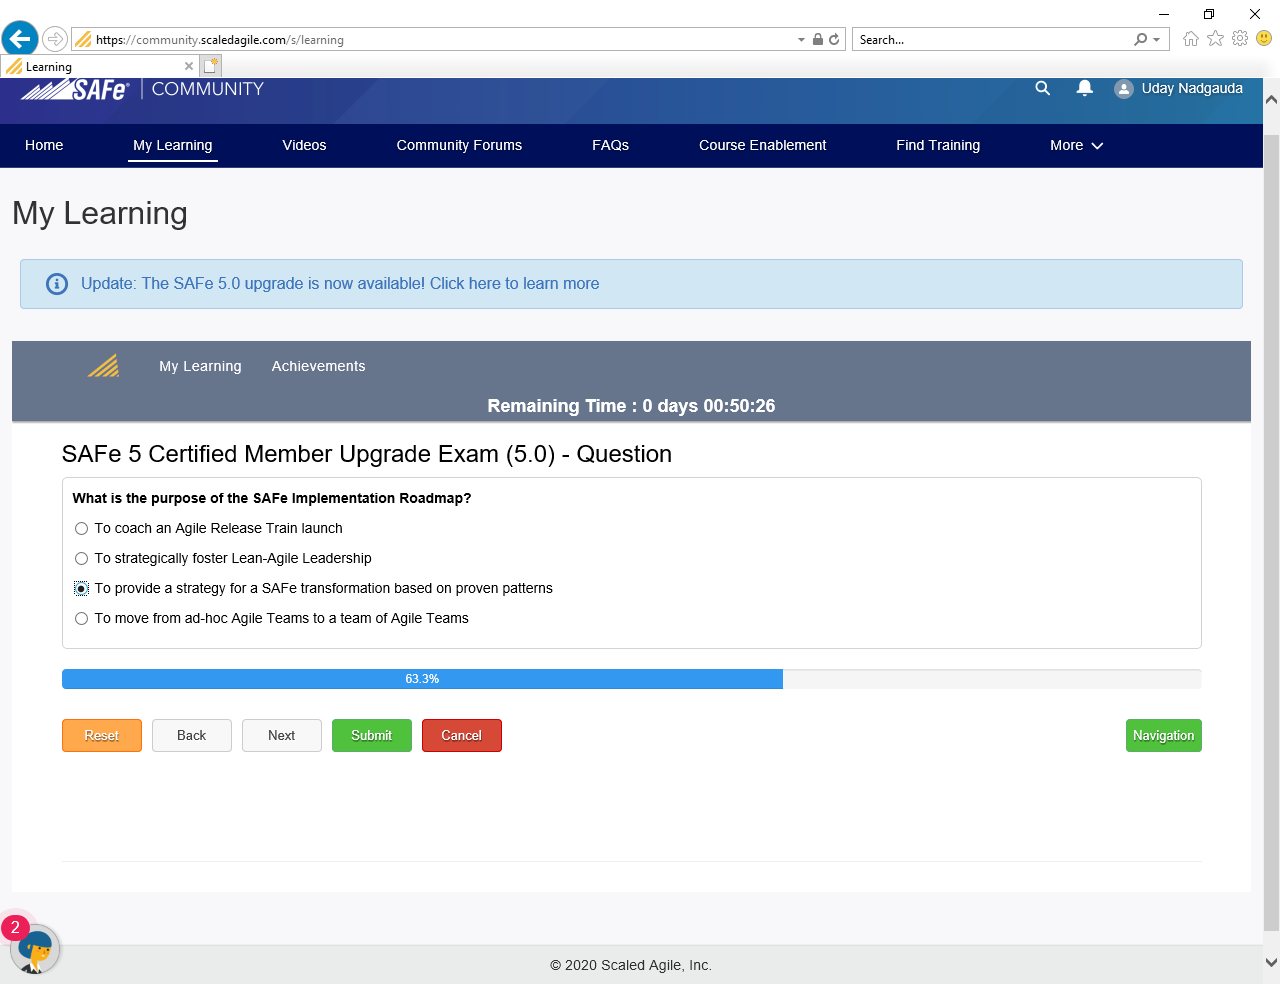 https://community.scaledagile.com/s/learning
Search...
Learning
SAFe® COMMUNITY
Uday Nadgauda
Home My Learning Videos Community Forums FAQs Course Enablement Find Training More
My Learning
Update: The SAFe 5.0 upgrade is now available! Click here to learn more
My Learning Achievements
Remaining Time : 0 days 00:50:26
SAFe 5 Certified Member Upgrade Exam (5.0) - Question
What is the purpose of the SAFe Implementation Roadmap?
To coach an Agile Release Train launch
To strategically foster Lean-Agile Leadership
To provide a strategy for a SAFe transformation based on proven patterns
To move from ad-hoc Agile Teams to a team of Agile Teams
63.3%
Reset Back Next Submit Cancel Navigation
2
© 2020 Scaled Agile, Inc.